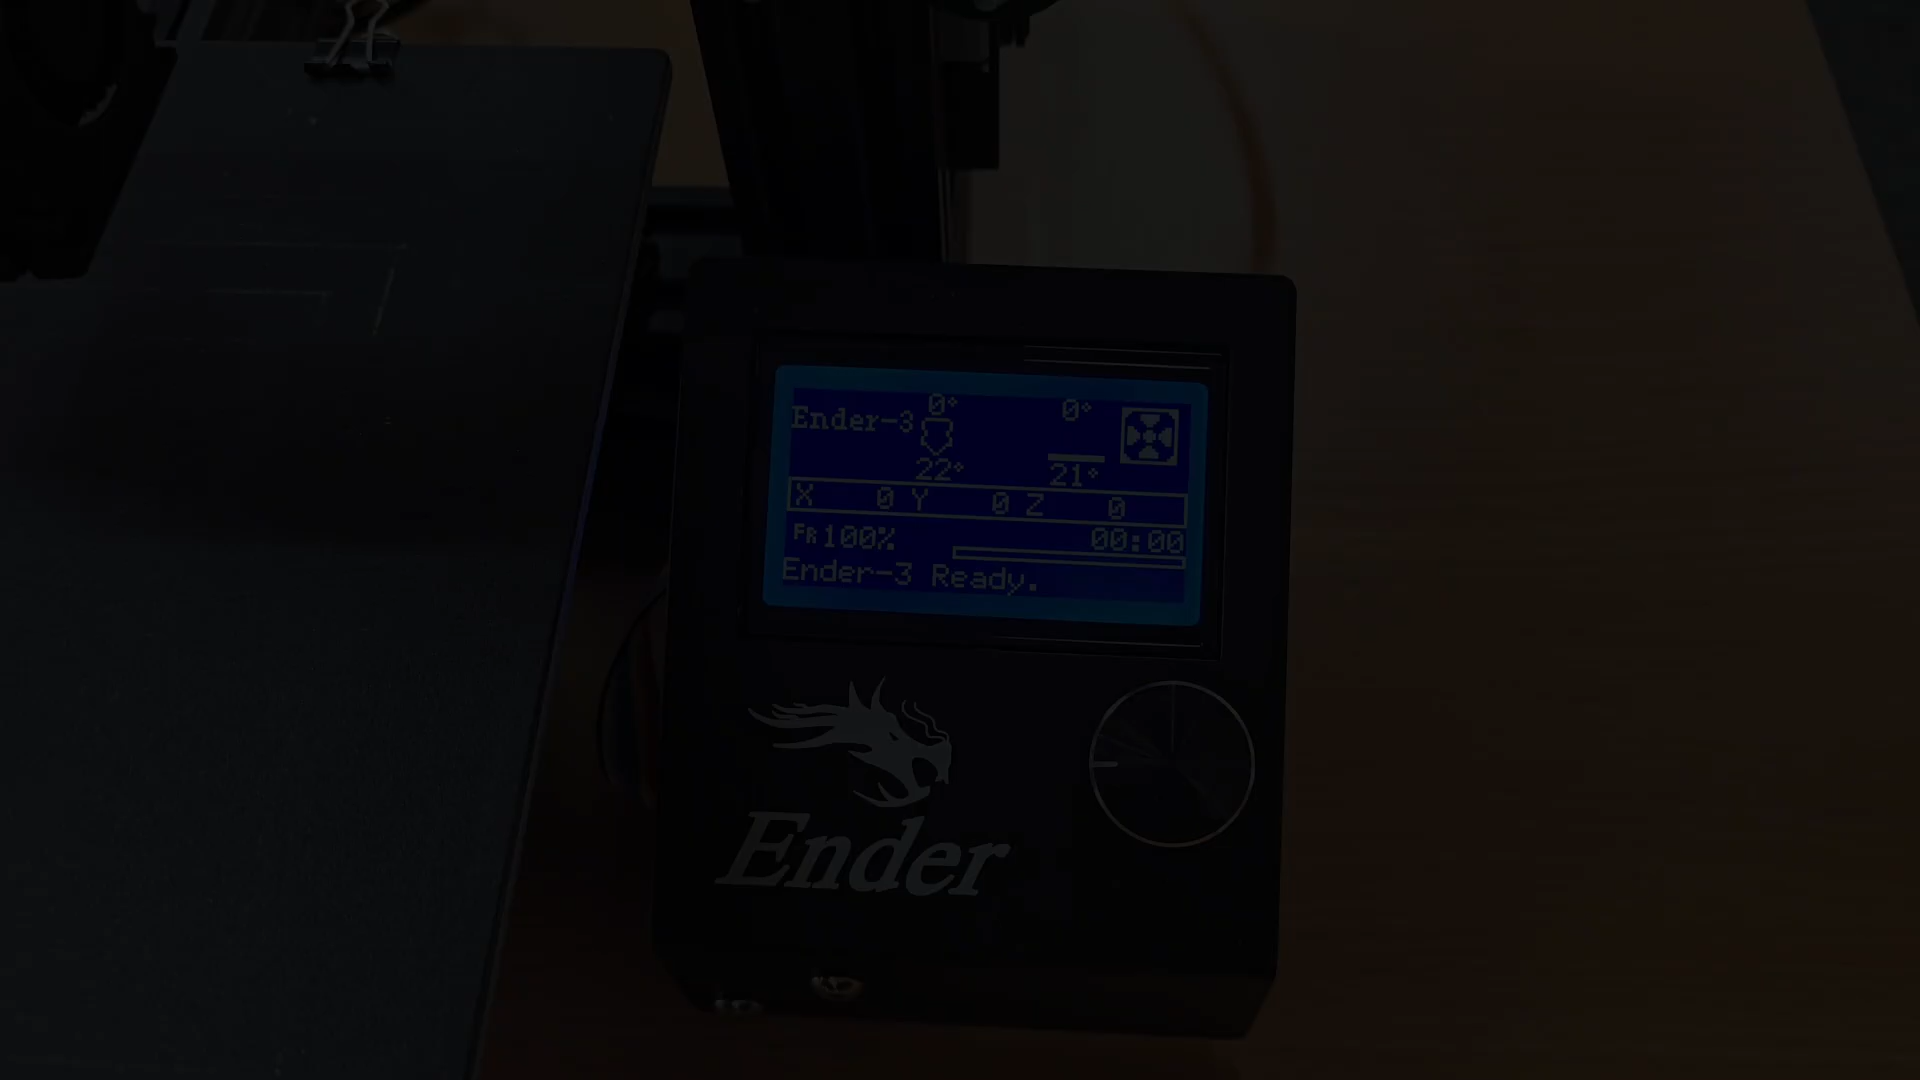 0° 0°
Ender-3
22° 21°
X 0 Y 0 Z 0
FR 100% 00:00
Ender-3 Ready.
Ender